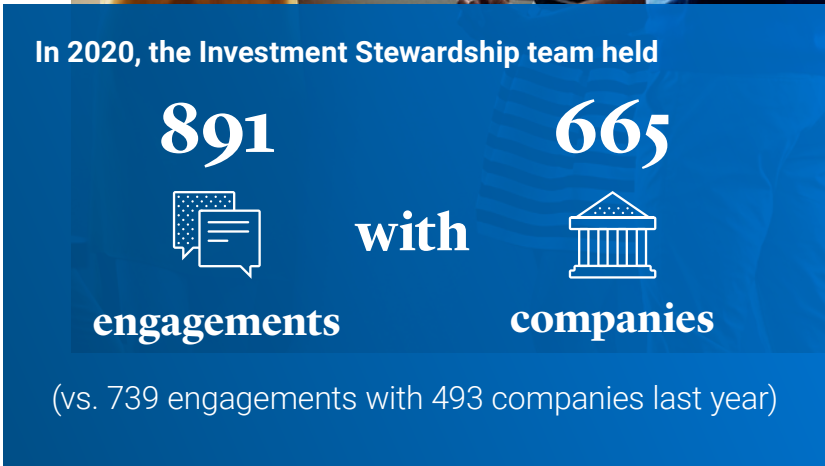 In 2020, the Investment Stewardship team held
891
665
with
engagements
companies
(vs. 739 engagements with 493 companies last year)